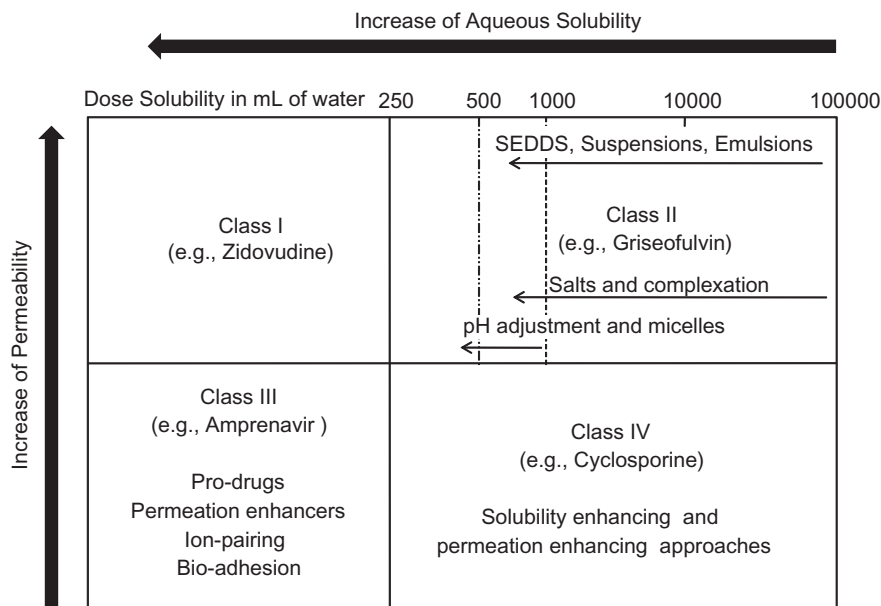 Increase of Aqueous Solubility
Dose Solubility in mL of water 250 500 1000 10000 100000
Increase of Permeability
Class I
(e.g., Zidovudine)
SEDDS, Suspensions, Emulsions
Class II
(e.g., Griseofulvin)
Salts and complexation
pH adjustment and micelles
Class III
(e.g., Amprenavir )
Pro-drugs
Permeation enhancers
Ion-pairing
Bio-adhesion
Class IV
(e.g., Cyclosporine)
Solubility enhancing and
permeation enhancing approaches